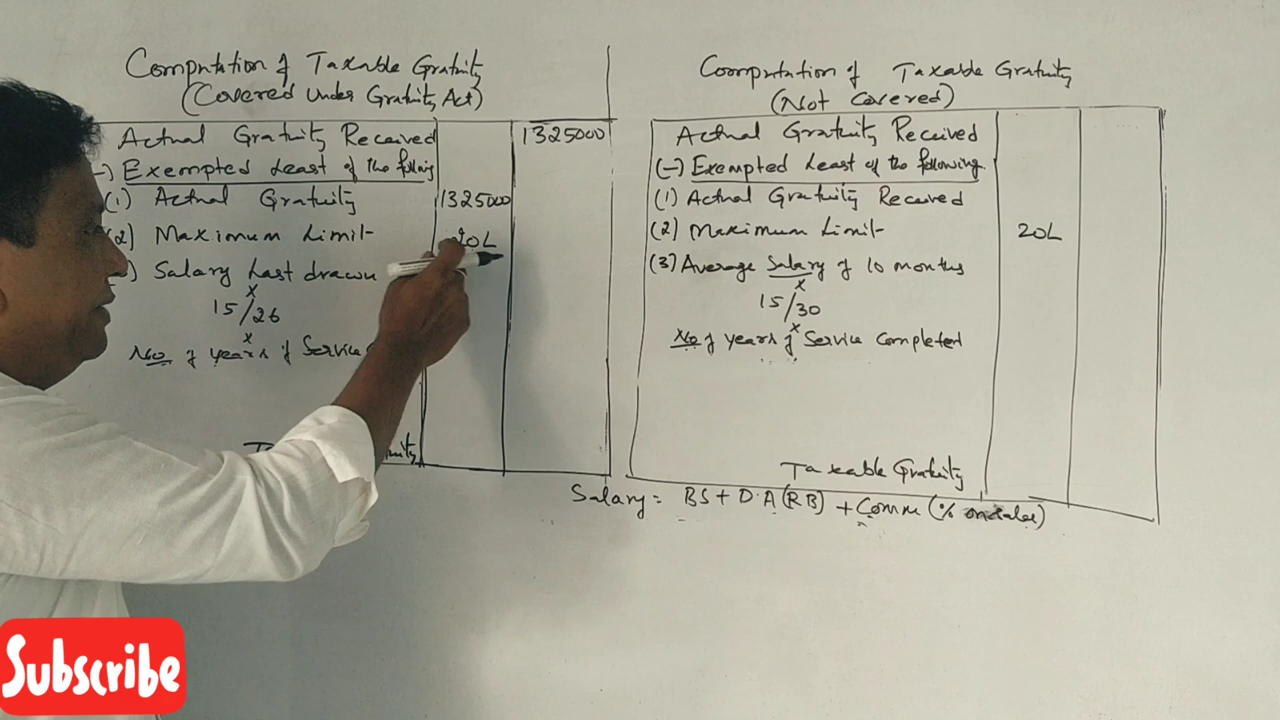 Computation of Taxable Gratuity
(Covered Under Gratuity Act)
Actual Gratuity Received 1325000
(-) Exempted Least of the following
(1) Actual Gratuity 1325000
(2) Maximum Limit 20L
Salary Last drawn
x
15/26
x
No of years of Service
Computation of Taxable Gratuity
(Not Covered)
Actual Gratuity Received
(-) Exempted Least of the following
(1) Actual Gratuity Received
(2) Maximum Limit 20L
(3) Average Salary of 10 months
x
15/30
x
No of years of Service Completed
Taxable Gratuity
Salary = BS + D.A (RB) + Comm (% on sales)
Subscribe